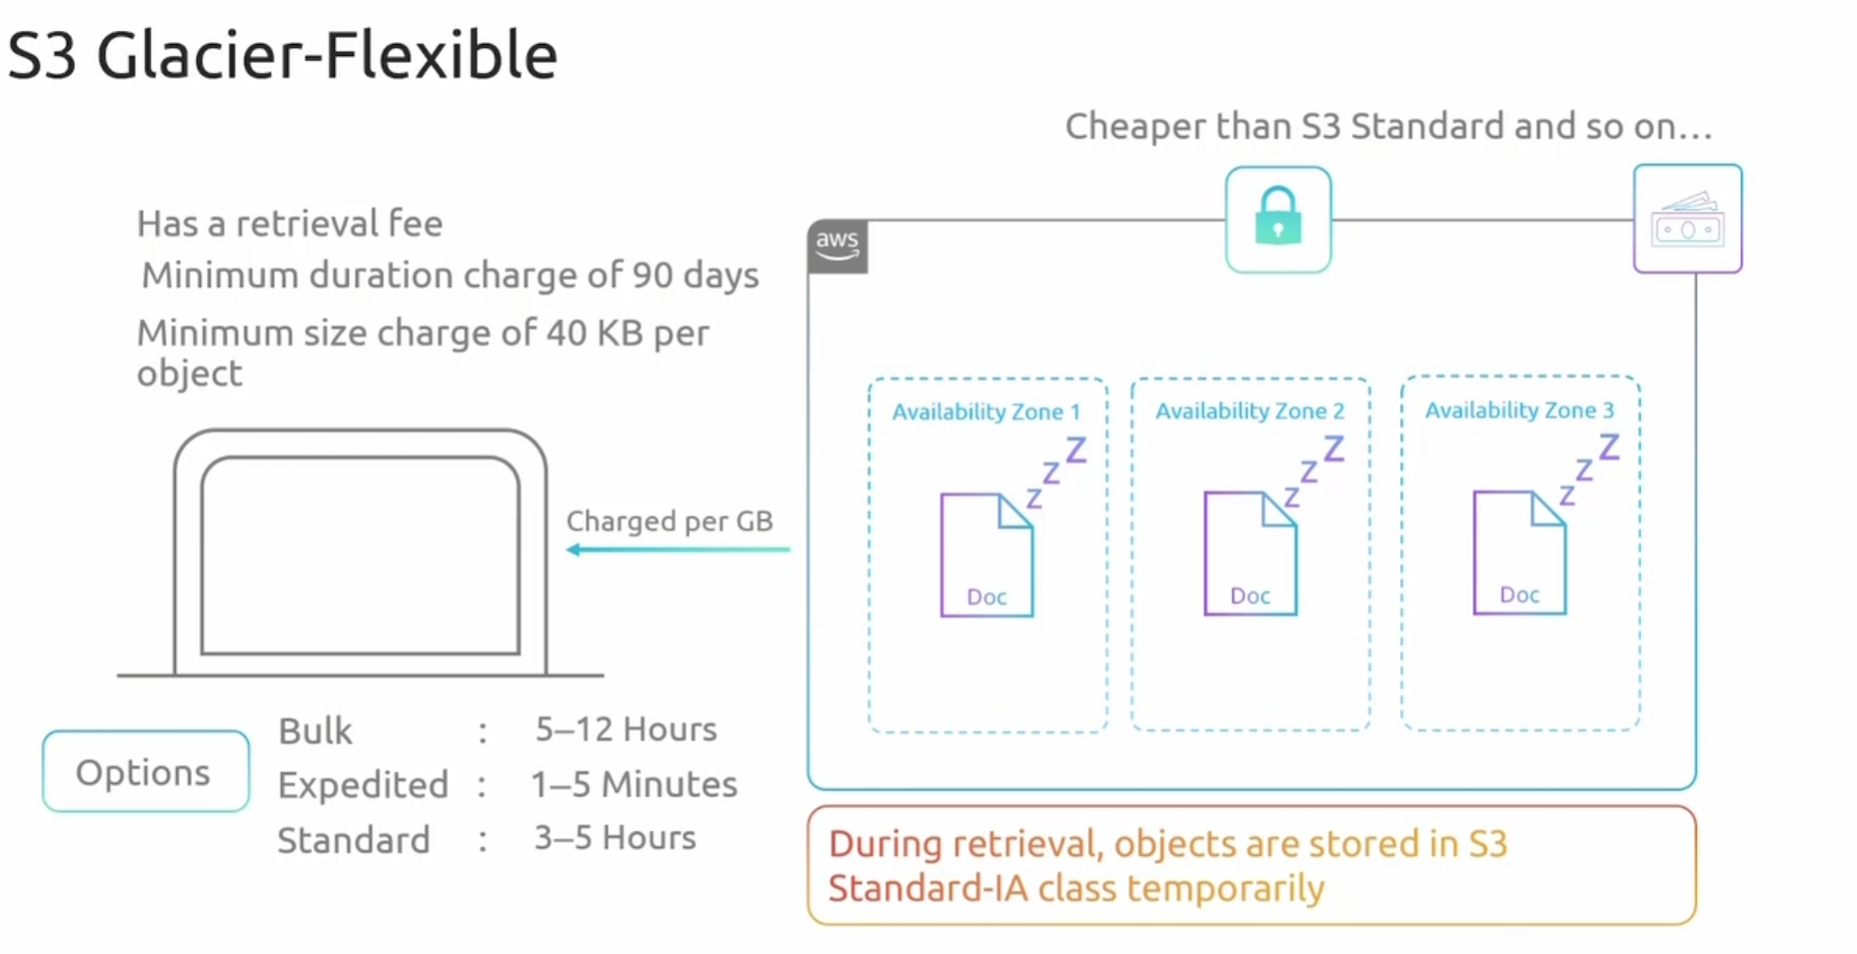 S3 Glacier-Flexible
Cheaper than S3 Standard and so on...
Has a retrieval fee
Minimum duration charge of 90 days
Minimum size charge of 40 KB per
object
aws
Availability Zone 1
Availability Zone 2
Availability Zone 3
z z z
z z z
z z z
Doc
Doc
Doc
Charged per GB
Options
Bulk : 5–12 Hours
Expedited : 1–5 Minutes
Standard : 3–5 Hours
During retrieval, objects are stored in S3
Standard-IA class temporarily